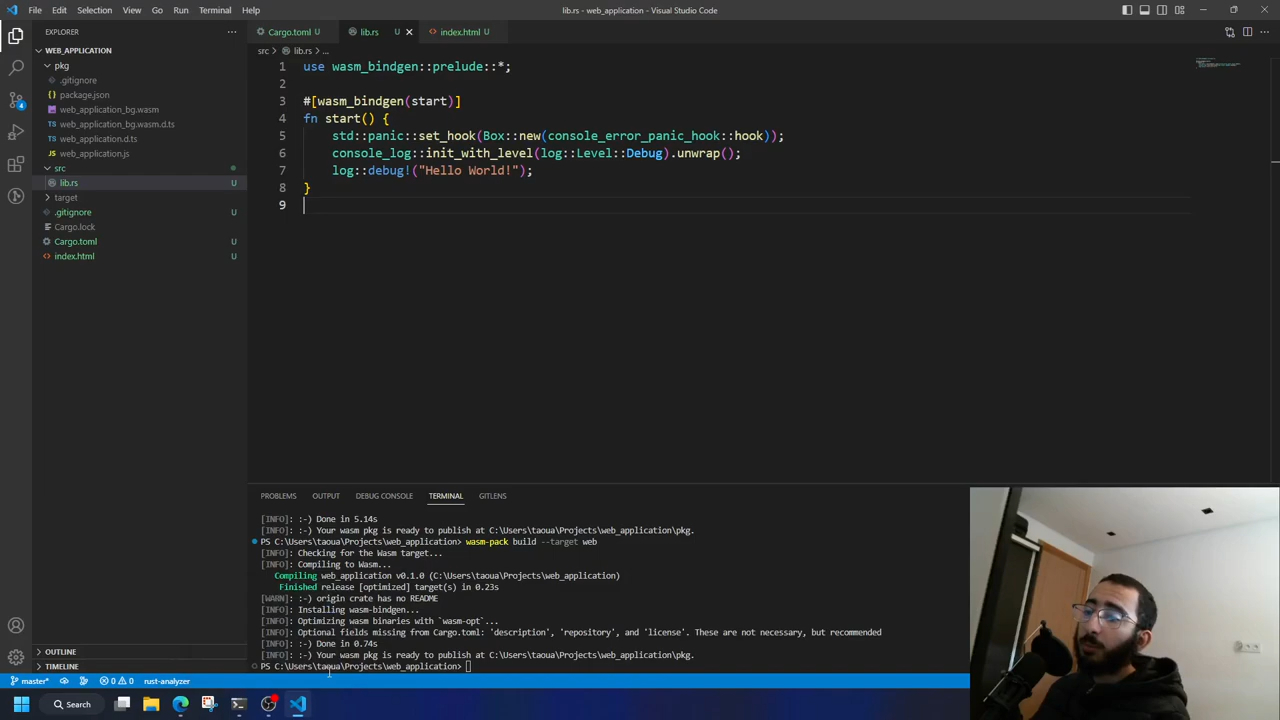 File Edit Selection View Go Run Terminal Help
lib.rs - web_application - Visual Studio Code
EXPLORER
WEB_APPLICATION
pkg
.gitignore
package.json
web_application_bg.wasm
web_application_bg.wasm.d.ts
TS web_application.d.ts
JS web_application.js
src
lib.rs U
target
.gitignore U
Cargo.lock
Cargo.toml U
index.html U
OUTLINE
TIMELINE
4
Cargo.toml U lib.rs U index.html U
src > lib.rs > ...
1 use wasm_bindgen::prelude::*;
2
3 #[wasm_bindgen(start)]
4 fn start() {
5 std::panic::set_hook(Box::new(console_error_panic_hook::hook));
6 console_log::init_with_level(log::Level::Debug).unwrap();
7 log::debug!("Hello World!");
8 }
9
PROBLEMS OUTPUT DEBUG CONSOLE TERMINAL GITLENS
[INFO]: :-) Done in 5.14s
[INFO]: :-) Your wasm pkg is ready to publish at C:\Users\taoua\Projects\web_application\pkg.
PS C:\Users\taoua\Projects\web_application> wasm-pack build --target web
[INFO]: Checking for the Wasm target...
[INFO]: Compiling to Wasm...
Compiling web_application v0.1.0 (C:\Users\taoua\Projects\web_application)
Finished release [optimized] target(s) in 0.23s
[WARN]: :-) origin crate has no README
[INFO]: Installing wasm-bindgen...
[INFO]: Optimizing wasm binaries with `wasm-opt`...
[INFO]: Optional fields missing from Cargo.toml: 'description', 'repository', and 'license'. These are not necessary, but recommended
[INFO]: :-) Done in 0.74s
[INFO]: :-) Your wasm pkg is ready to publish at C:\Users\taoua\Projects\web_application\pkg.
PS C:\Users\taoua\Projects\web_application>
master* 0 0 rust-analyzer
Search